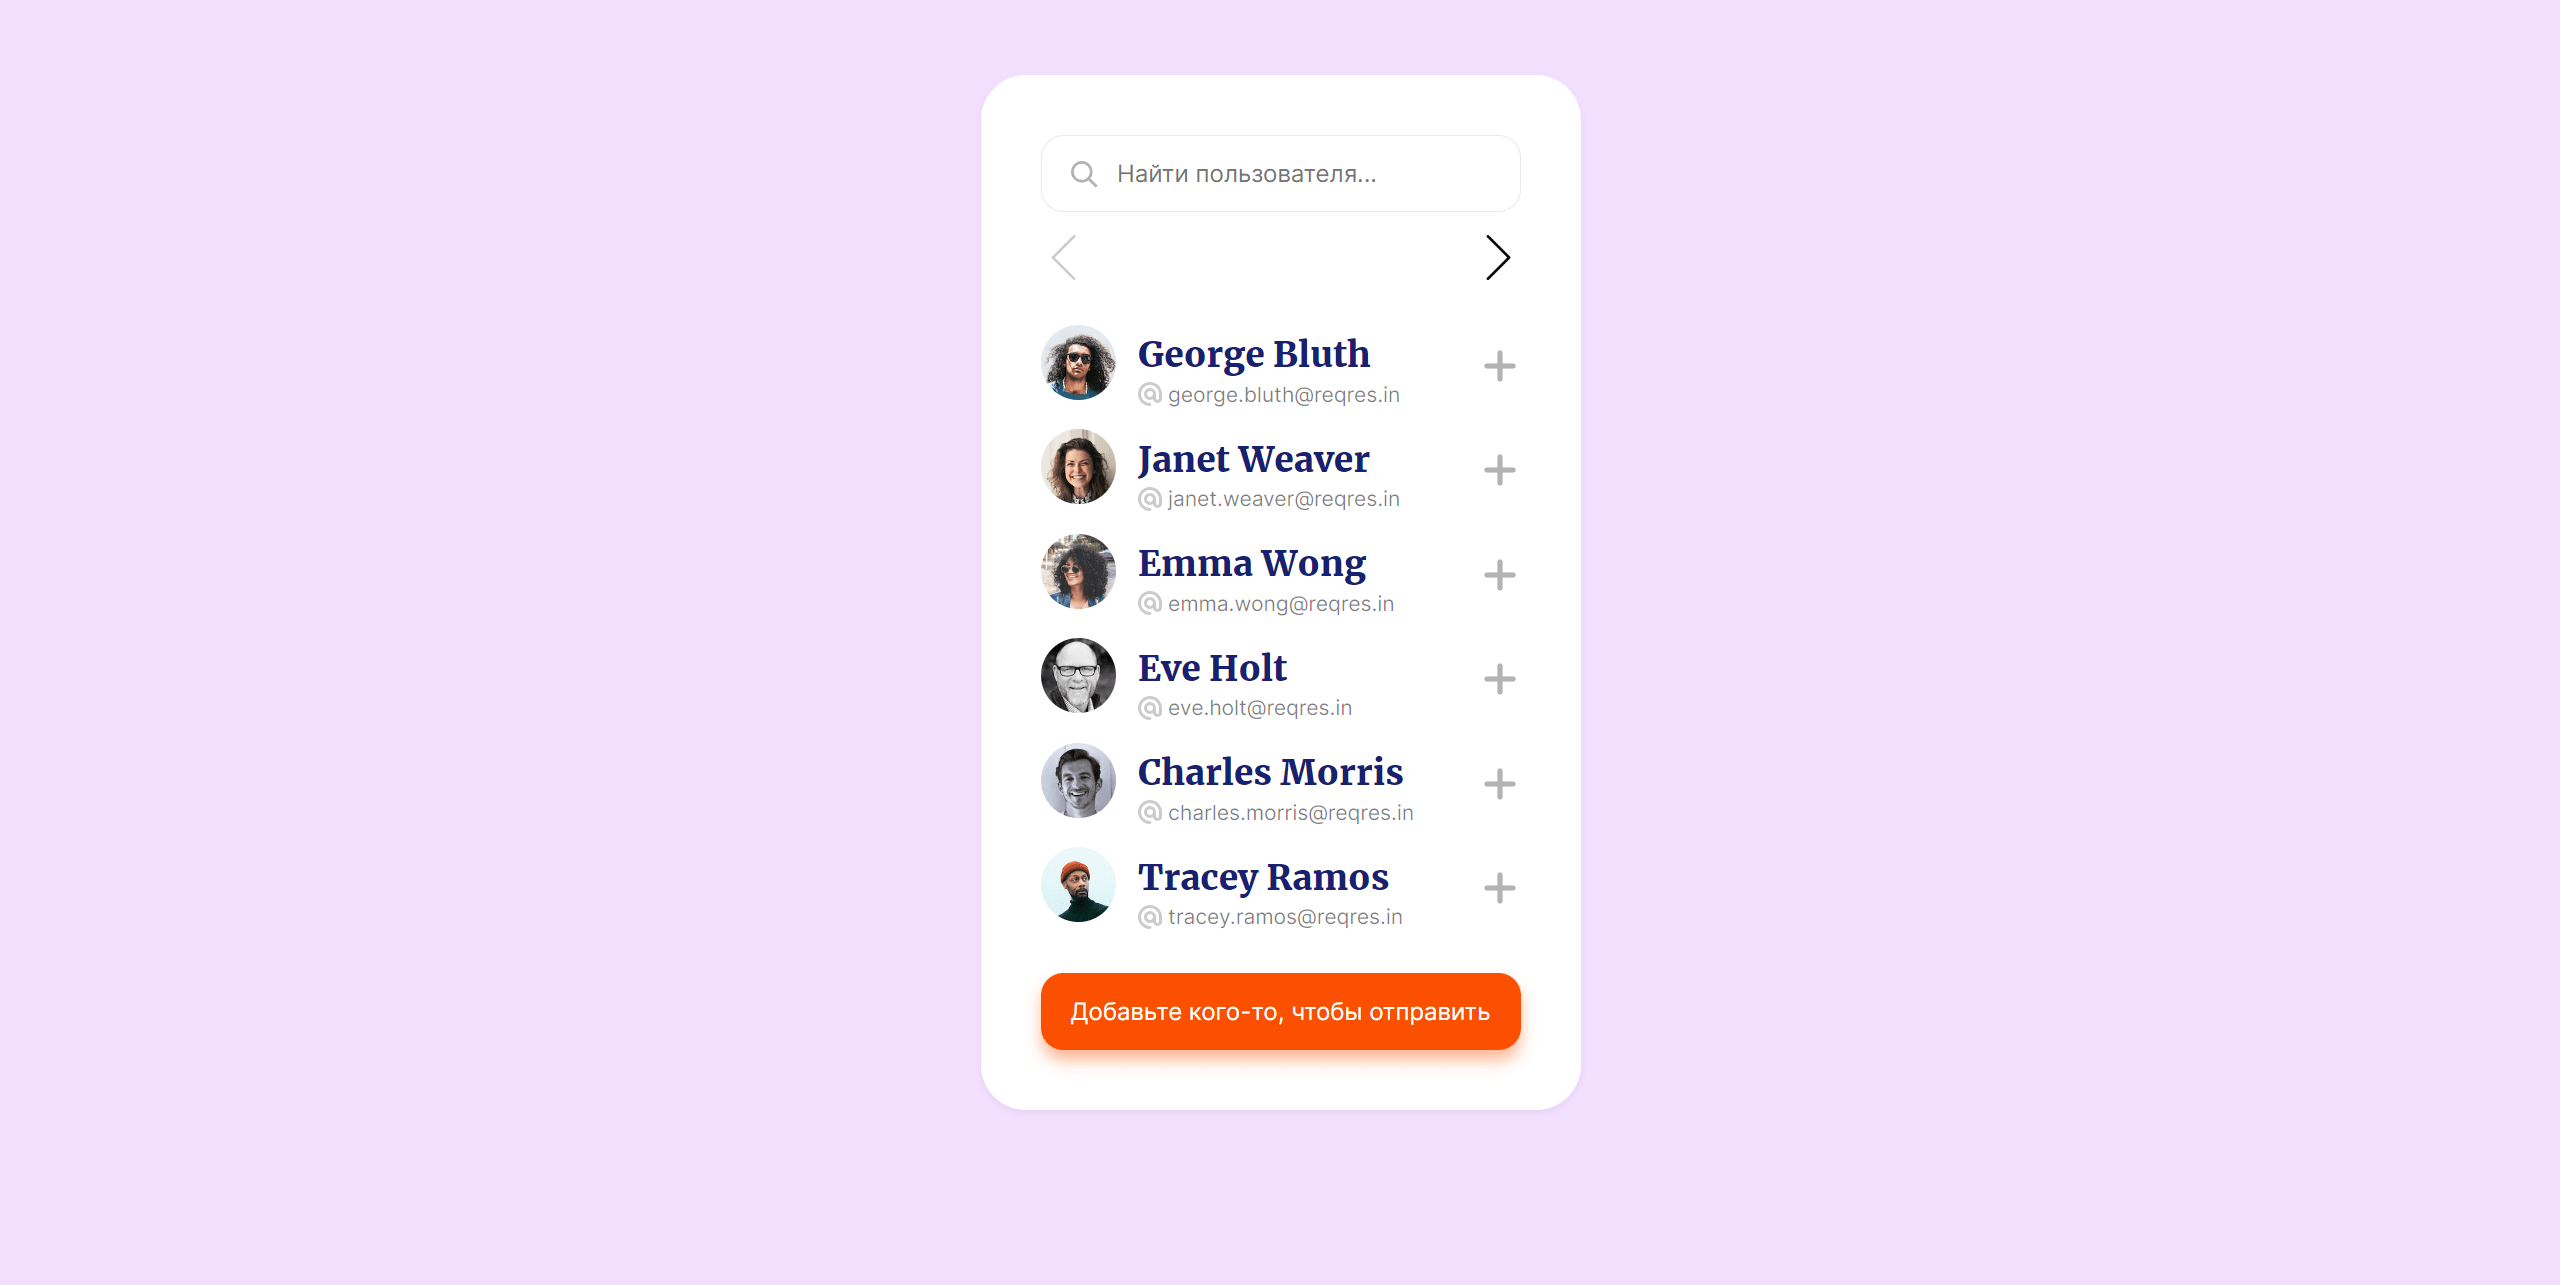 Найти пользователя...
George Bluth
george.bluth@reqres.in
Janet Weaver
janet.weaver@reqres.in
Emma Wong
emma.wong@reqres.in
Eve Holt
eve.holt@reqres.in
Charles Morris
charles.morris@reqres.in
Tracey Ramos
tracey.ramos@reqres.in
Добавьте кого-то, чтобы отправить